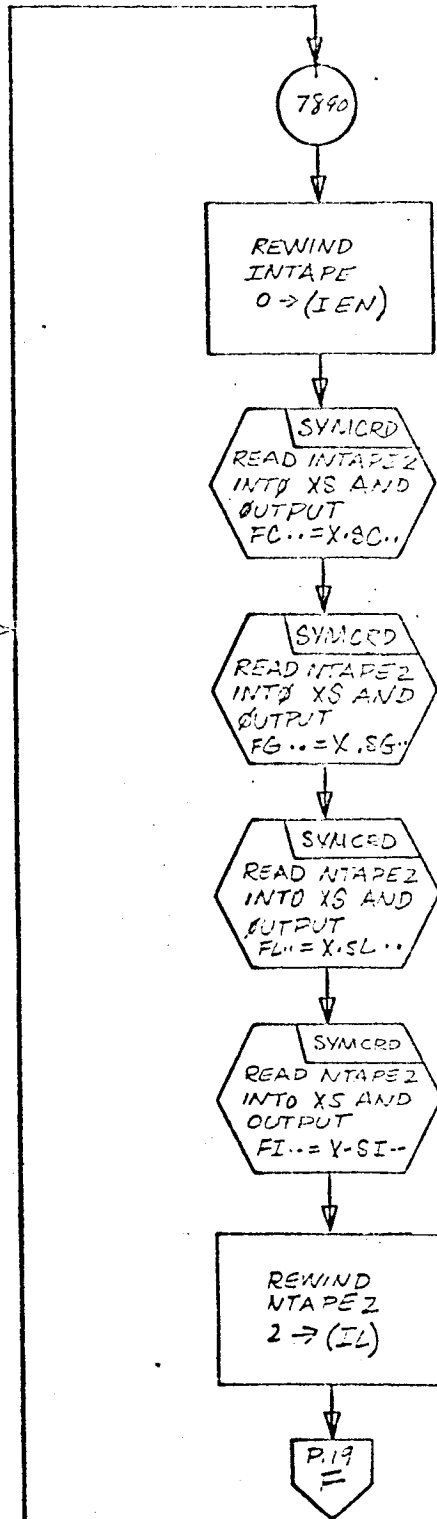 7890
REWIND
INTAPE
0 → (IEN)
SYMCRD
READ INTAPE2
INTØ XS AND
ØUTPUT
FC..=X.SC..
SYMCRD
READ NTAPE2
INTØ XS AND
ØUTPUT
FG..=X.SG..
SYMCRD
READ NTAPE2
INTO XS AND
ØUTPUT
FL..=X.SL..
SYMCRD
READ NTAPE2
INTO XS AND
OUTPUT
FI..=X-SI--
REWIND
NTAPE2
2 → (IL)
P.19
F